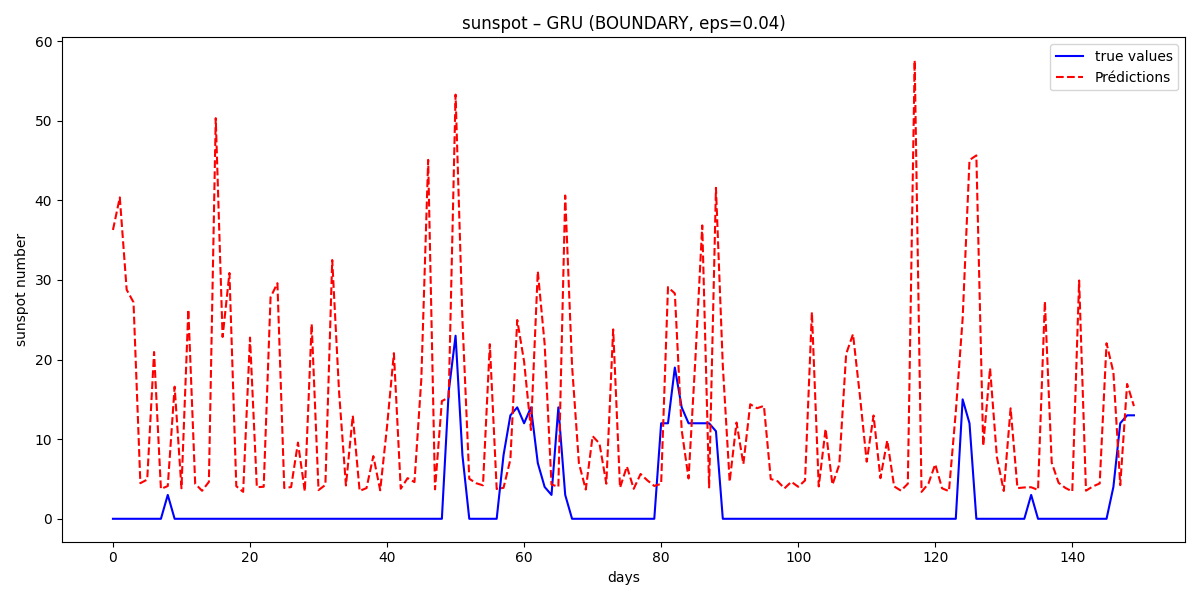 sunspot – GRU (BOUNDARY, eps=0.04)
true values
Prédictions
sunspot number
60
50
40
30
20
10
0
0 20 40 60 80 100 120 140
days